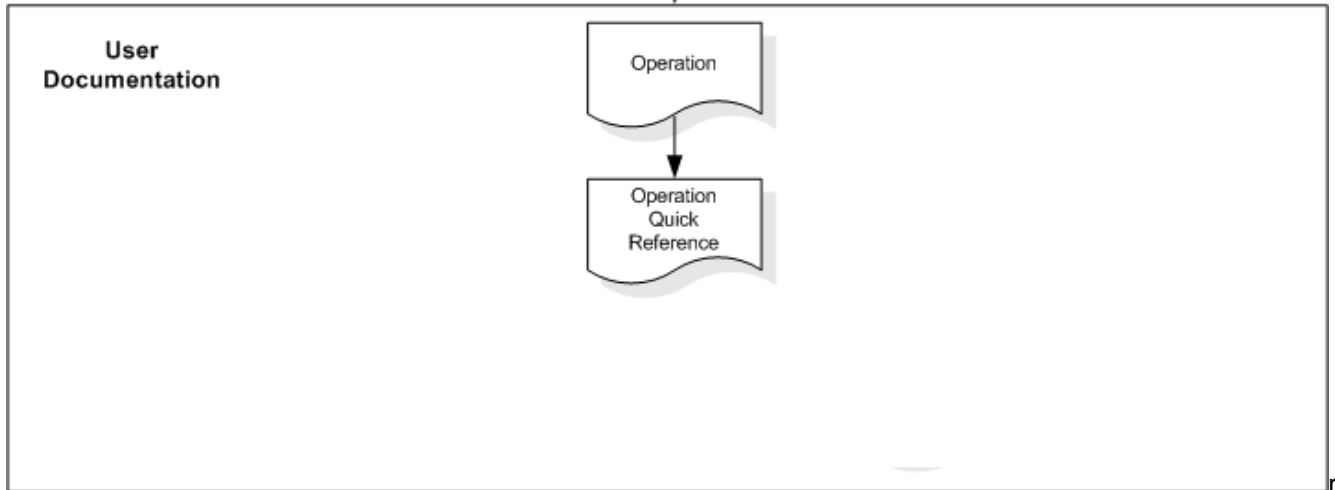 User
Documentation
Operation
Operation
Quick
Reference